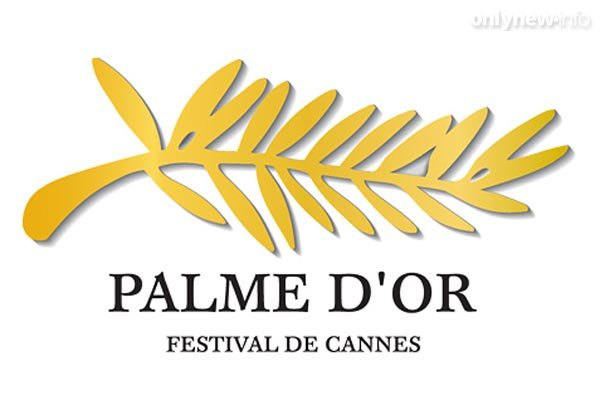 onlynew•info
PALME D'OR
FESTIVAL DE CANNES